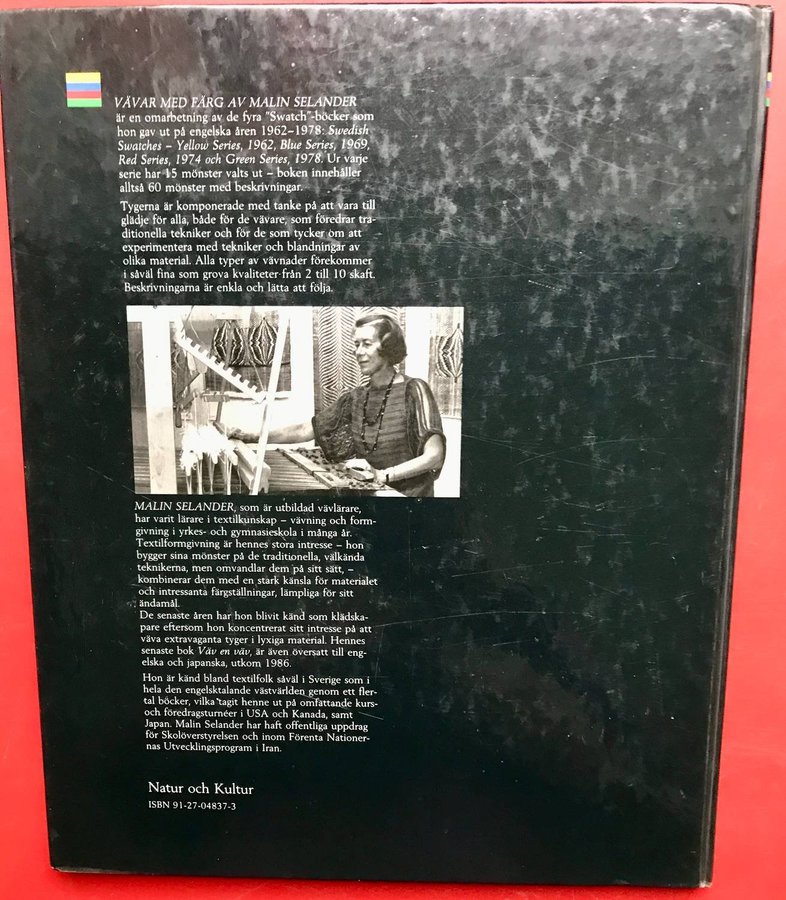 VÄVAR MED FÄRG AV MALIN SELANDER
är en omarbetning av de fyra "Swatch"-böcker som
hon gav ut på engelska åren 1962–1978: Swedish
Swatches – Yellow Series, 1962, Blue Series, 1969,
Red Series, 1974 och Green Series, 1978. Ur varje
serie har 15 mönster valts ut – boken innehåller
alltså 60 mönster med beskrivningar.
Tygerna är komponerade med tanke på att vara till
glädje för alla, både för de vävare, som föredrar tra-
ditionella tekniker och för de som tycker om att
experimentera med tekniker och blandningar av
olika material. Alla typer av vävnader förekommer
i såväl fina som grova kvaliteter från 2 till 10 skaft.
Beskrivningarna är enkla och lätta att följa.
MALIN SELANDER, som är utbildad vävlärare,
har varit lärare i textilkunskap – vävning och form-
givning i yrkes- och gymnasieskola i många år.
Textilformgivning är hennes stora intresse – hon
bygger sina mönster på de traditionella, välkända
teknikerna, men omvandlar dem på sitt sätt, –
kombinerar dem med en stark känsla för materialet
och intressanta färgställningar, lämpliga för sitt
ändamål.
De senaste åren har hon blivit känd som klädska-
pare eftersom hon koncentrerat sitt intresse på att
väva extravaganta tyger i lyxiga material. Hennes
senaste bok Väv en väv, är även översatt till eng-
elska och japanska, utkom 1986.
Hon är känd bland textilfolk såväl i Sverige som i
hela den engelsktalande västvärlden genom ett fler-
tal böcker, vilka tagit henne ut på omfattande kurs-
och föredragsturnéer i USA och Kanada, samt
Japan. Malin Selander har haft offentliga uppdrag
för Skolöverstyrelsen och inom Förenta Nationer-
nas Utvecklingsprogram i Iran.
Natur och Kultur
ISBN 91-27-04837-3